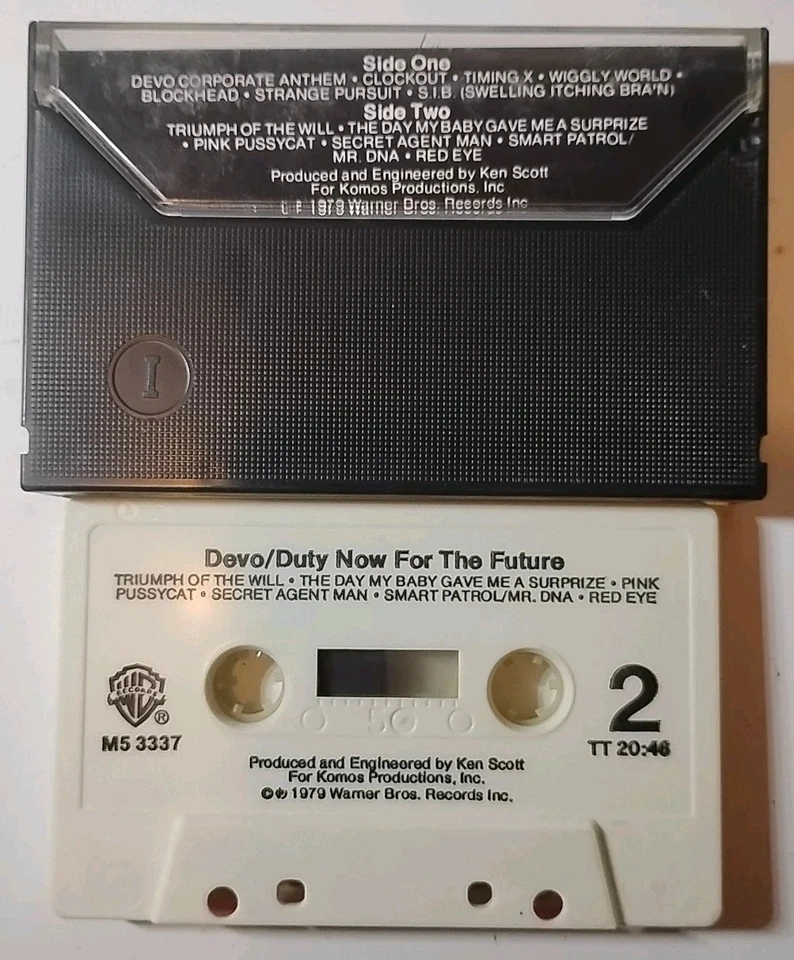 Side One
DEVO CORPORATE ANTHEM • CLOCKOUT • TIMING X • WIGGLY WORLD •
BLOCKHEAD • STRANGE PURSUIT • S.I.B. (SWELLING ITCHING BRA'N)
Side Two
TRIUMPH OF THE WILL • THE DAY MY BABY GAVE ME A SURPRIZE
• PINK PUSSYCAT • SECRET AGENT MAN • SMART PATROL/
MR. DNA • RED EYE
Produced and Engineered by Ken Scott
For Komos Productions, Inc
1979 Warner Bros. Records Inc
I
Devo/Duty Now For The Future
TRIUMPH OF THE WILL • THE DAY MY BABY GAVE ME A SURPRIZE • PINK
PUSSYCAT • SECRET AGENT MAN • SMART PATROL/MR. DNA • RED EYE
RECORDS
®
M5 3337
2
TT 20:46
50
Produced and Engineered by Ken Scott
For Komos Productions, Inc.
©℗ 1979 Warner Bros. Records Inc.